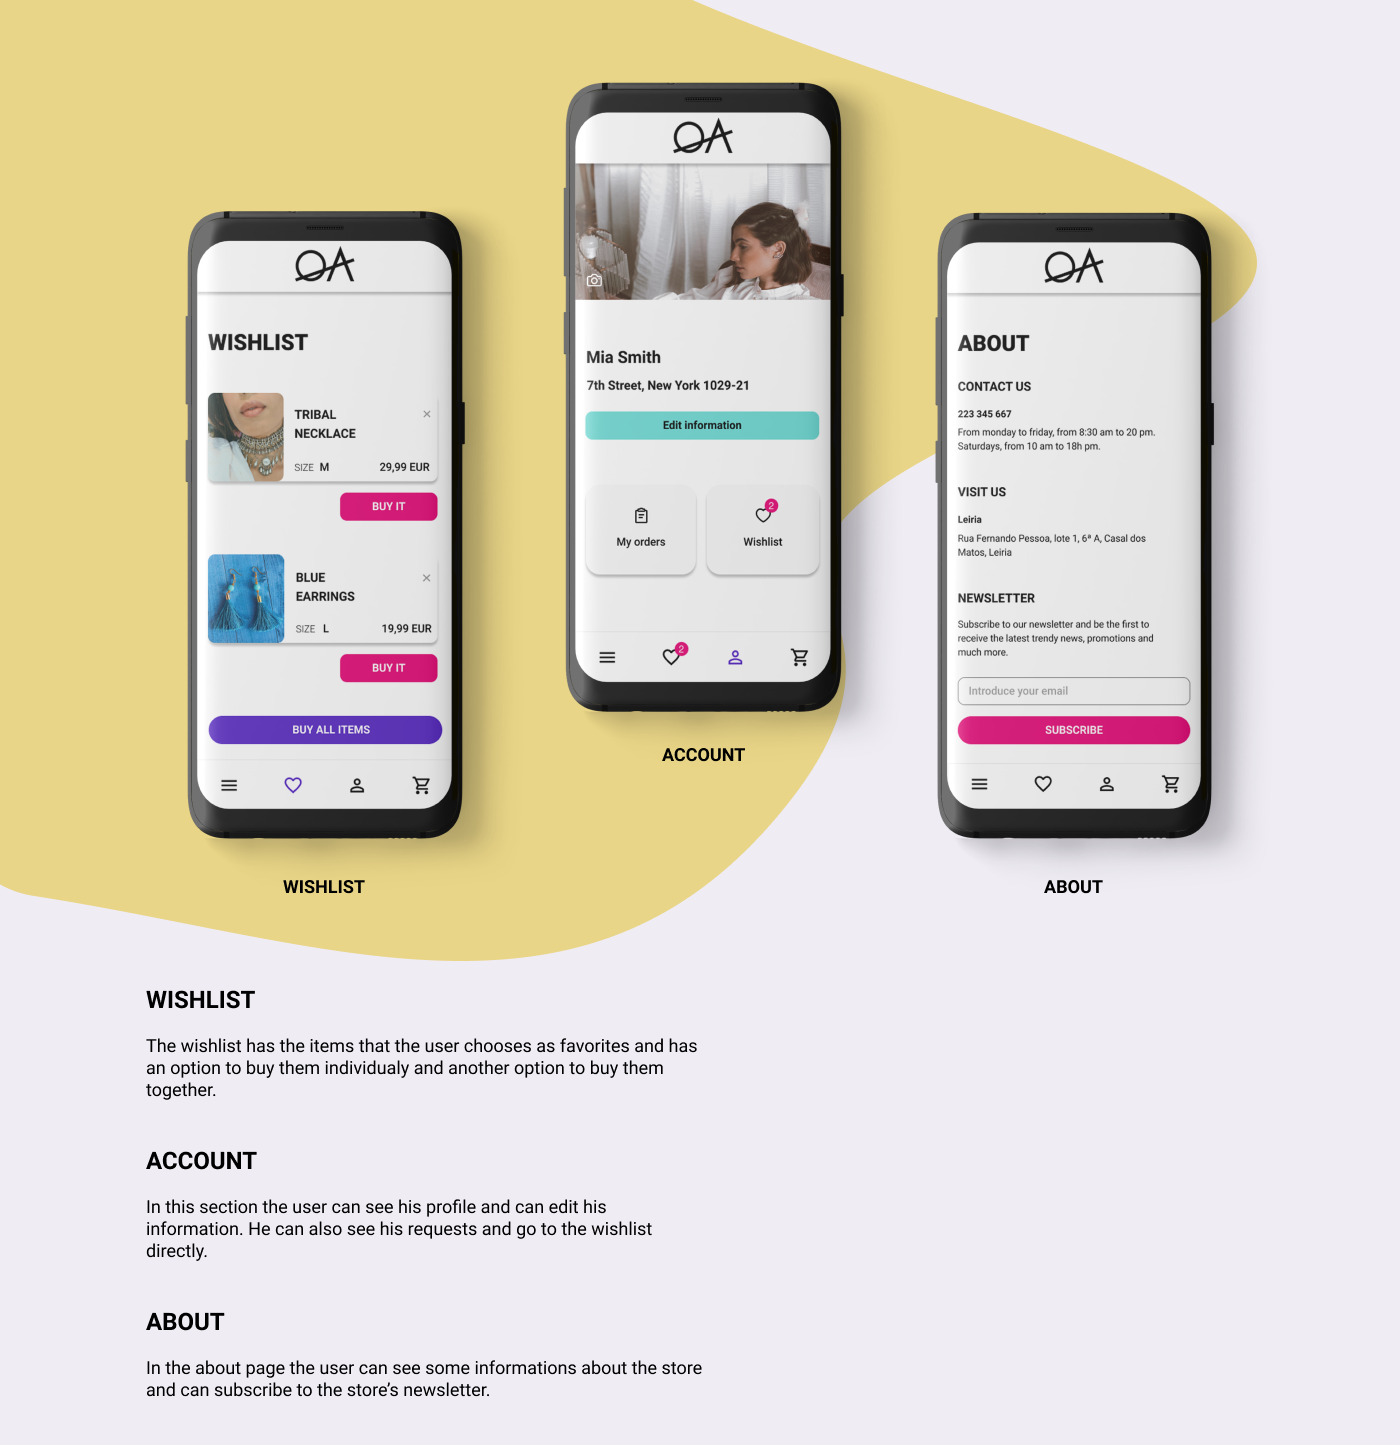 OA
WISHLIST
TRIBAL
NECKLACE
SIZE M 29,99 EUR
BUY IT
BLUE
EARRINGS
SIZE L 19,99 EUR
BUY IT
BUY ALL ITEMS
WISHLIST
OA
Mia Smith
7th Street, New York 1029-21
Edit information
2
My orders
Wishlist
2
ACCOUNT
OA
ABOUT
CONTACT US
223 345 667
From monday to friday, from 8:30 am to 20 pm.
Saturdays, from 10 am to 18h pm.
VISIT US
Leiria
Rua Fernando Pessoa, lote 1, 6ª A, Casal dos
Matos, Leiria
NEWSLETTER
Subscribe to our newsletter and be the first to
receive the latest trendy news, promotions and
much more.
Introduce your email
SUBSCRIBE
ABOUT
WISHLIST
The wishlist has the items that the user chooses as favorites and has
an option to buy them individualy and another option to buy them
together.
ACCOUNT
In this section the user can see his profile and can edit his
information. He can also see his requests and go to the wishlist
directly.
ABOUT
In the about page the user can see some informations about the store
and can subscribe to the store’s newsletter.